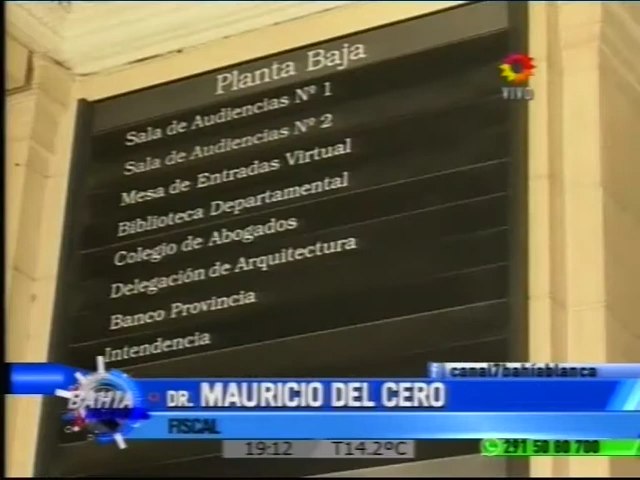 Planta Baja
Sala de Audiencias Nº 1
Sala de Audiencias Nº 2
Mesa de Entradas Virtual
Biblioteca Departamental
Colegio de Abogados
Delegación de Arquitectura
Banco Provincia
Intendencia
VIVO
canal7bahiablanca
BAHIA
DR. MAURICIO DEL CERO
FISCAL
19:12 T14.2°C
291 50 80 700